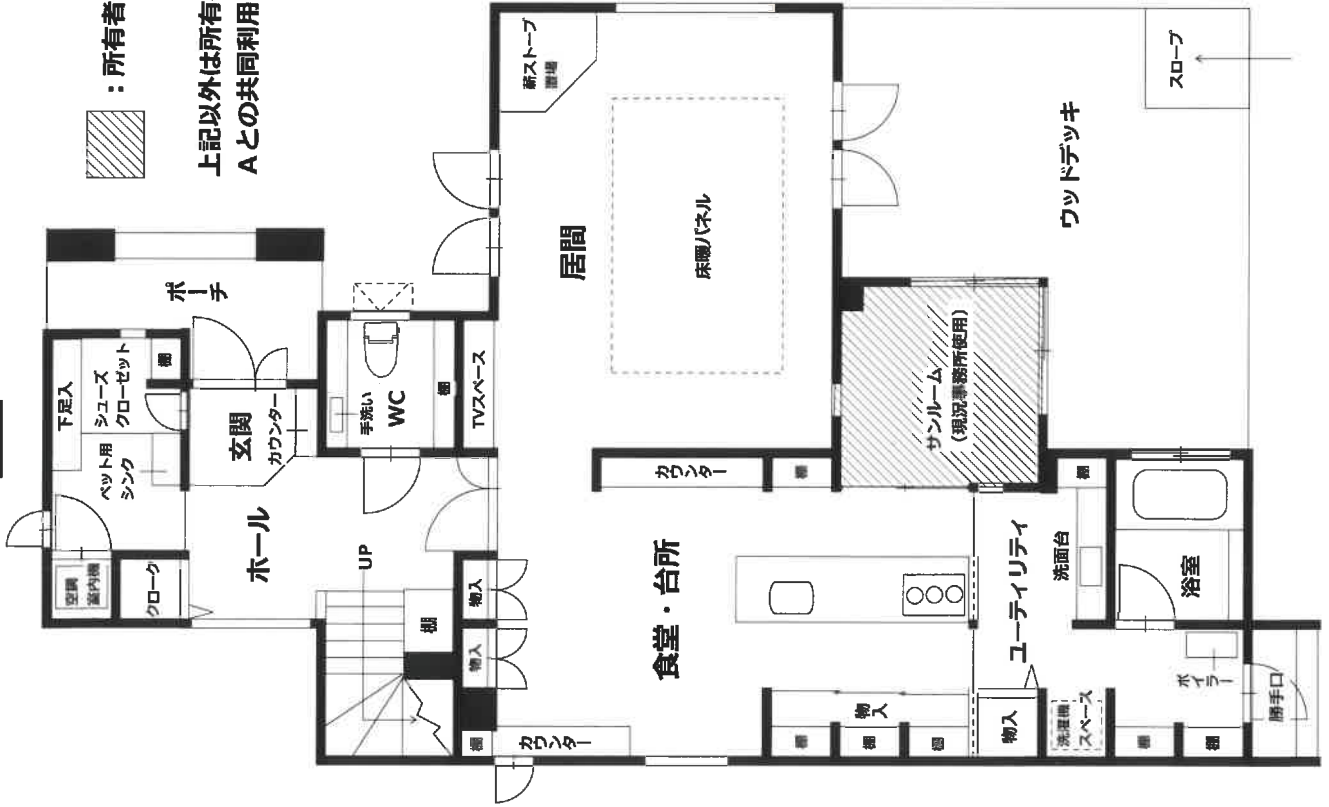 ：所有者
上記以外は所有
Aとの共同利用
薪ストーブ
置場
スロープ
居間
床暖パネル
ウッドデッキ
ポーチ
下足入
シューズ
クローゼット
棚
ペット用
シンク
玄関
カウンター
手洗い
WC
棚
TVスペース
サンルーム
（現況事務所使用）
空調
室内機
クローク
ホール
UP
棚
物入
物入
棚
カウンター
カウンター
棚
食堂・台所
物入
棚
棚
棚
ユーティリティ
洗面台
棚
浴室
物入
洗濯機
スペース
棚
棚
ボイラー
勝手口